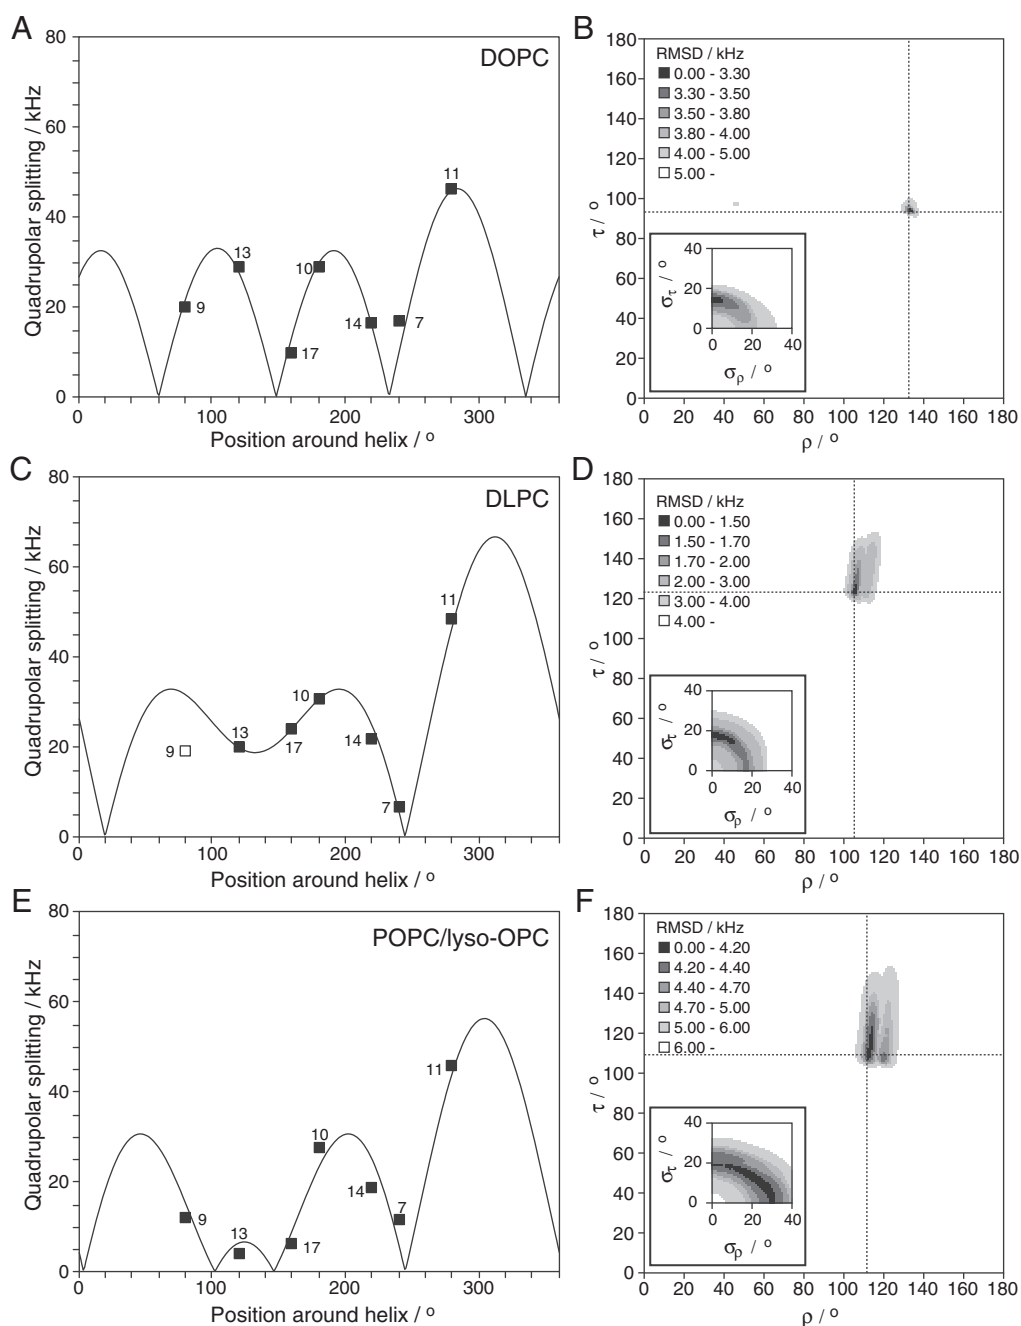 A
DOPC
80
60
40
20
0
Quadrupolar splitting / kHz
9
13
17
10
14
7
11
0 100 200 300
Position around helix / °
B
RMSD / kHz
0.00 - 3.30
3.30 - 3.50
3.50 - 3.80
3.80 - 4.00
4.00 - 5.00
5.00 -
180
160
140
120
100
80
60
40
20
0
τ / °
40
20
0
στ / °
0 20 40
σρ / °
0 20 40 60 80 100 120 140 160 180
ρ / °
C
DLPC
80
60
40
20
0
Quadrupolar splitting / kHz
9
13
17
10
14
7
11
0 100 200 300
Position around helix / °
D
RMSD / kHz
0.00 - 1.50
1.50 - 1.70
1.70 - 2.00
2.00 - 3.00
3.00 - 4.00
4.00 -
180
160
140
120
100
80
60
40
20
0
τ / °
40
20
0
στ / °
0 20 40
σρ / °
0 20 40 60 80 100 120 140 160 180
ρ / °
E
POPC/lyso-OPC
80
60
40
20
0
Quadrupolar splitting / kHz
9
13
17
10
14
7
11
0 100 200 300
Position around helix / °
F
RMSD / kHz
0.00 - 4.20
4.20 - 4.40
4.40 - 4.70
4.70 - 5.00
5.00 - 6.00
6.00 -
180
160
140
120
100
80
60
40
20
0
τ / °
40
20
0
στ / °
0 20 40
σρ / °
0 20 40 60 80 100 120 140 160 180
ρ / °